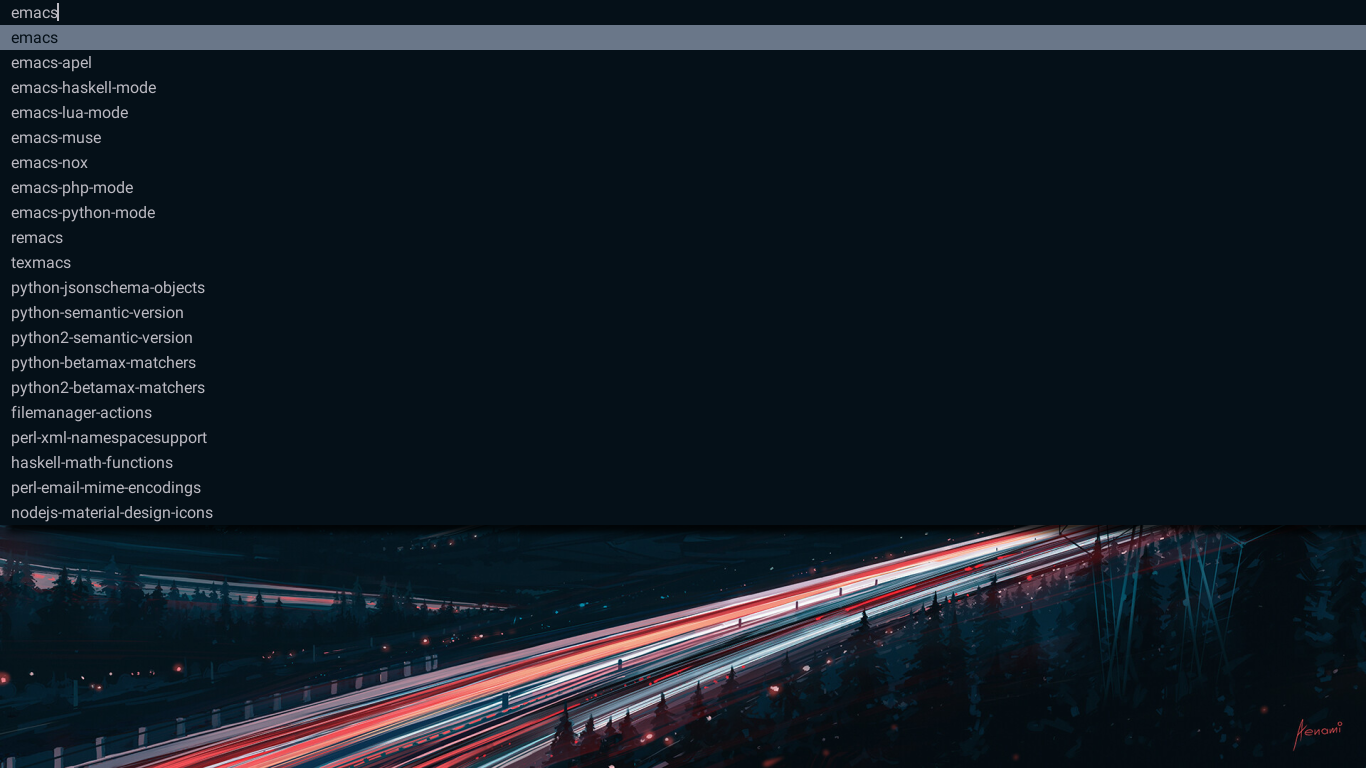 emacs
emacs
emacs-apel
emacs-haskell-mode
emacs-lua-mode
emacs-muse
emacs-nox
emacs-php-mode
emacs-python-mode
remacs
texmacs
python-jsonschema-objects
python-semantic-version
python2-semantic-version
python-betamax-matchers
python2-betamax-matchers
filemanager-actions
perl-xml-namespacesupport
haskell-math-functions
perl-email-mime-encodings
nodejs-material-design-icons
Aenami